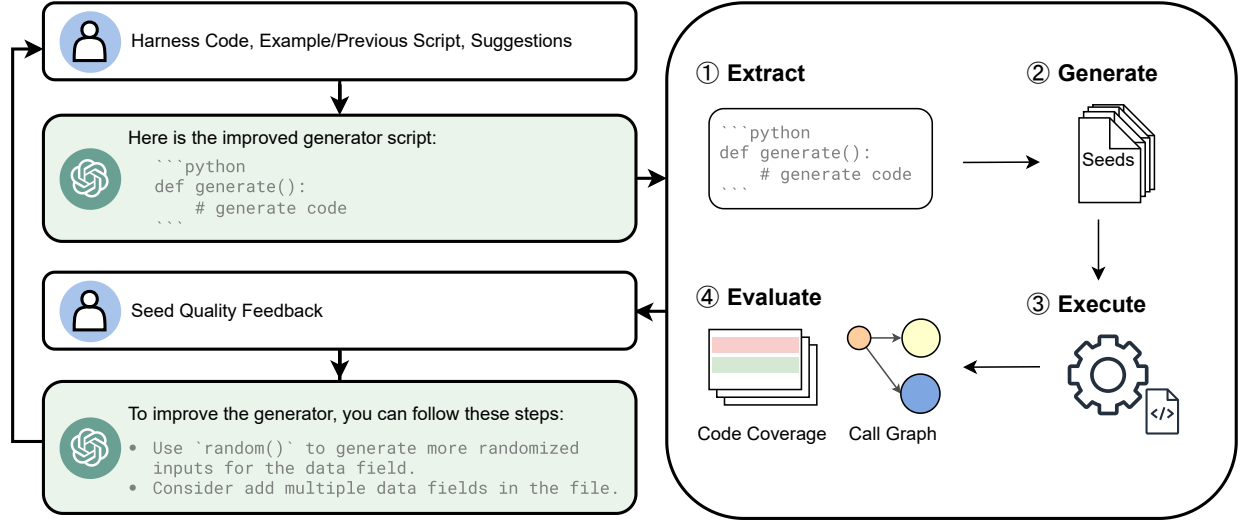 Harness Code, Example/Previous Script, Suggestions
Here is the improved generator script:
```python
def generate():
    # generate code
```
Seed Quality Feedback
To improve the generator, you can follow these steps:
• Use `random()` to generate more randomized
inputs for the data field.
• Consider add multiple data fields in the file.
① Extract
```python
def generate():
    # generate code
```
② Generate
Seeds
③ Execute
</>
④ Evaluate
Code Coverage
Call Graph